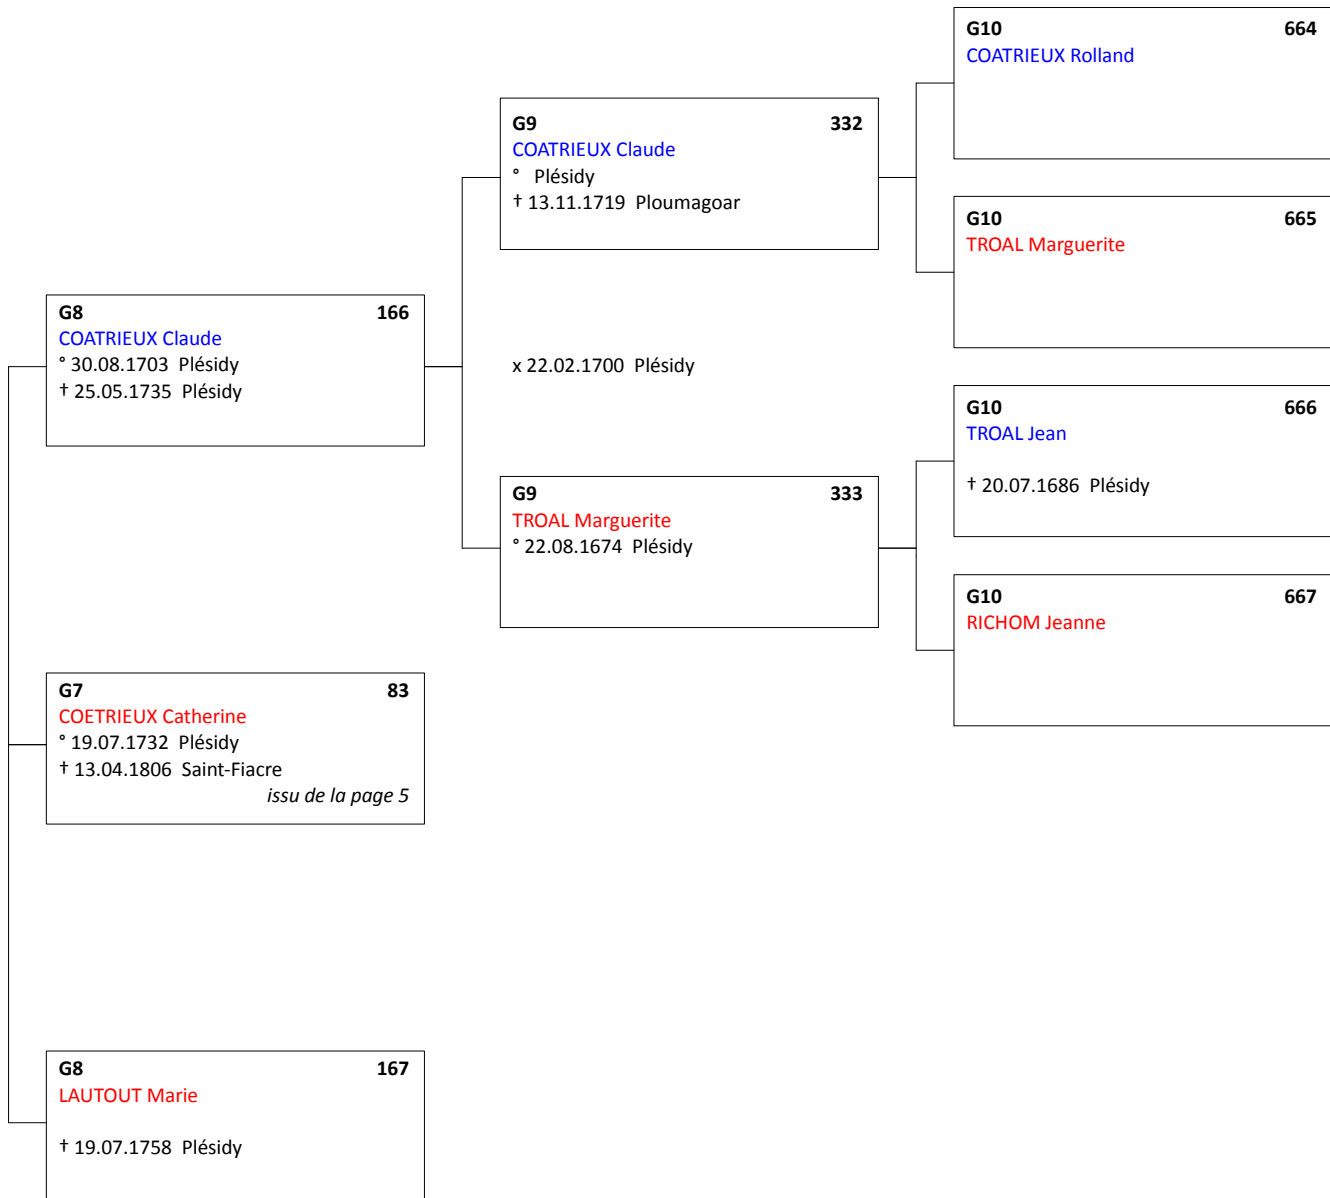 G10 664
COATRIEUX Rolland
G9 332
COATRIEUX Claude
° Plésidy
† 13.11.1719 Ploumagoar
G10 665
TROAL Marguerite
G8 166
COATRIEUX Claude
° 30.08.1703 Plésidy
† 25.05.1735 Plésidy
x 22.02.1700 Plésidy
G10 666
TROAL Jean
† 20.07.1686 Plésidy
G9 333
TROAL Marguerite
° 22.08.1674 Plésidy
G10 667
RICHOM Jeanne
G7 83
COETRIEUX Catherine
° 19.07.1732 Plésidy
† 13.04.1806 Saint-Fiacre
issu de la page 5
G8 167
LAUTOUT Marie
† 19.07.1758 Plésidy